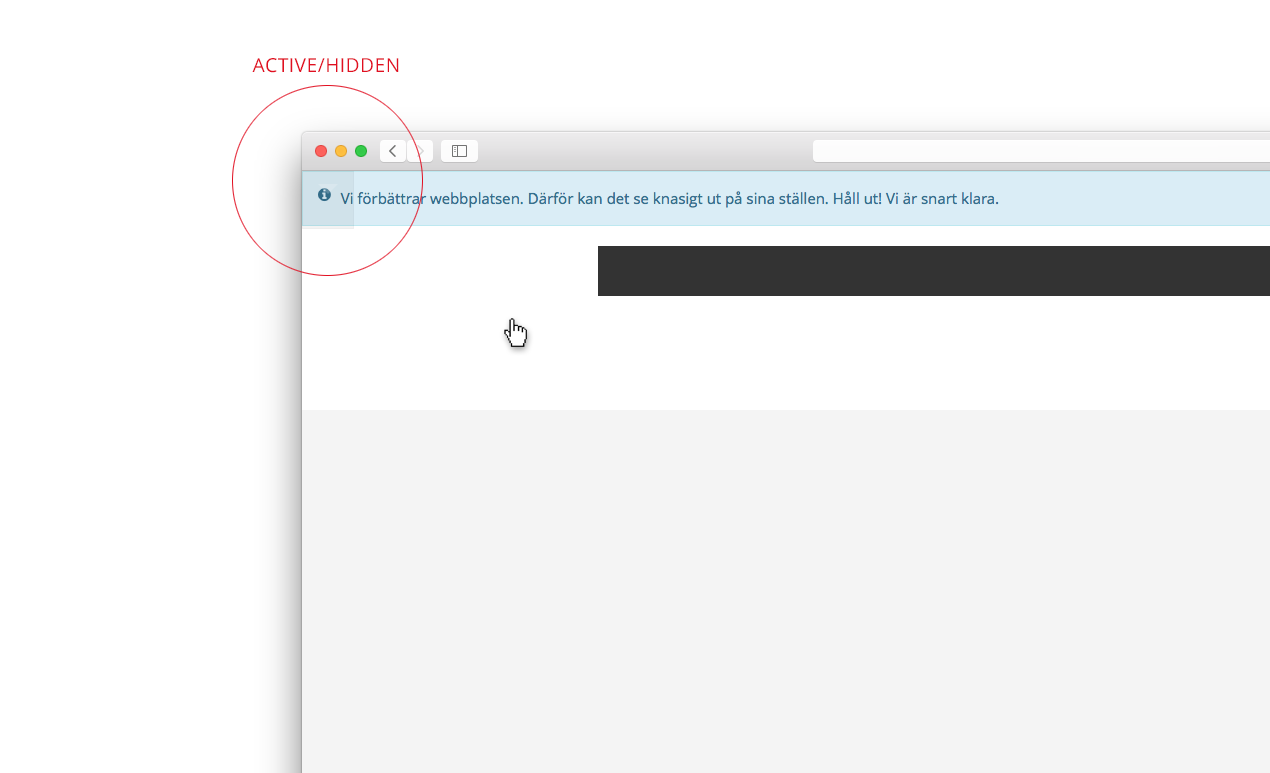 ACTIVE/HIDDEN
Vi förbättrar webbplatsen. Därför kan det se knasigt ut på sina ställen. Håll ut! Vi är snart klara.